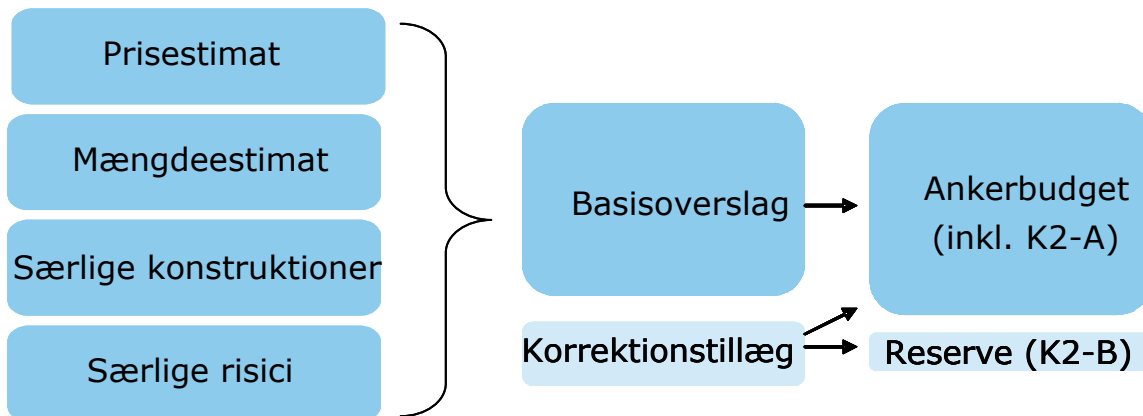 Prisestimat
Mængdeestimat
Særlige konstruktioner
Særlige risici
Basisoverslag
Korrektionstillæg
Ankerbudget
(inkl. K2-A)
Reserve (K2-B)